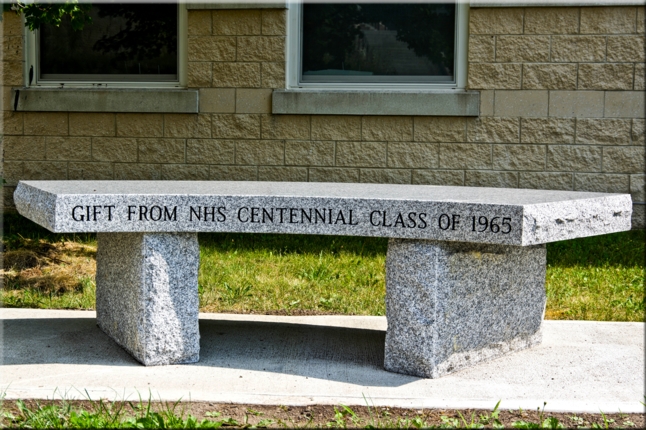 GIFT FROM NHS CENTENNIAL CLASS OF 1965